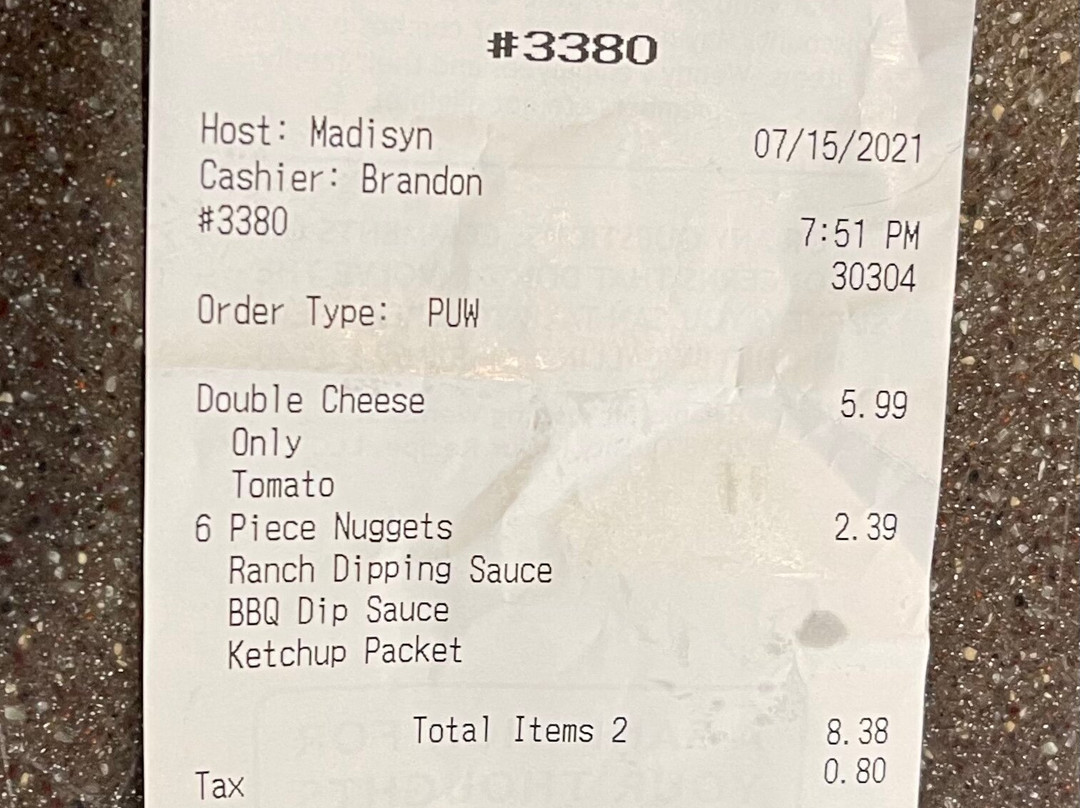 #3380
Host: Madisyn 07/15/2021
Cashier: Brandon
#3380 7:51 PM
30304
Order Type: PUW
Double Cheese 5.99
Only
Tomato
6 Piece Nuggets 2.39
Ranch Dipping Sauce
BBQ Dip Sauce
Ketchup Packet
Total Items 2 8.38
Tax 0.80